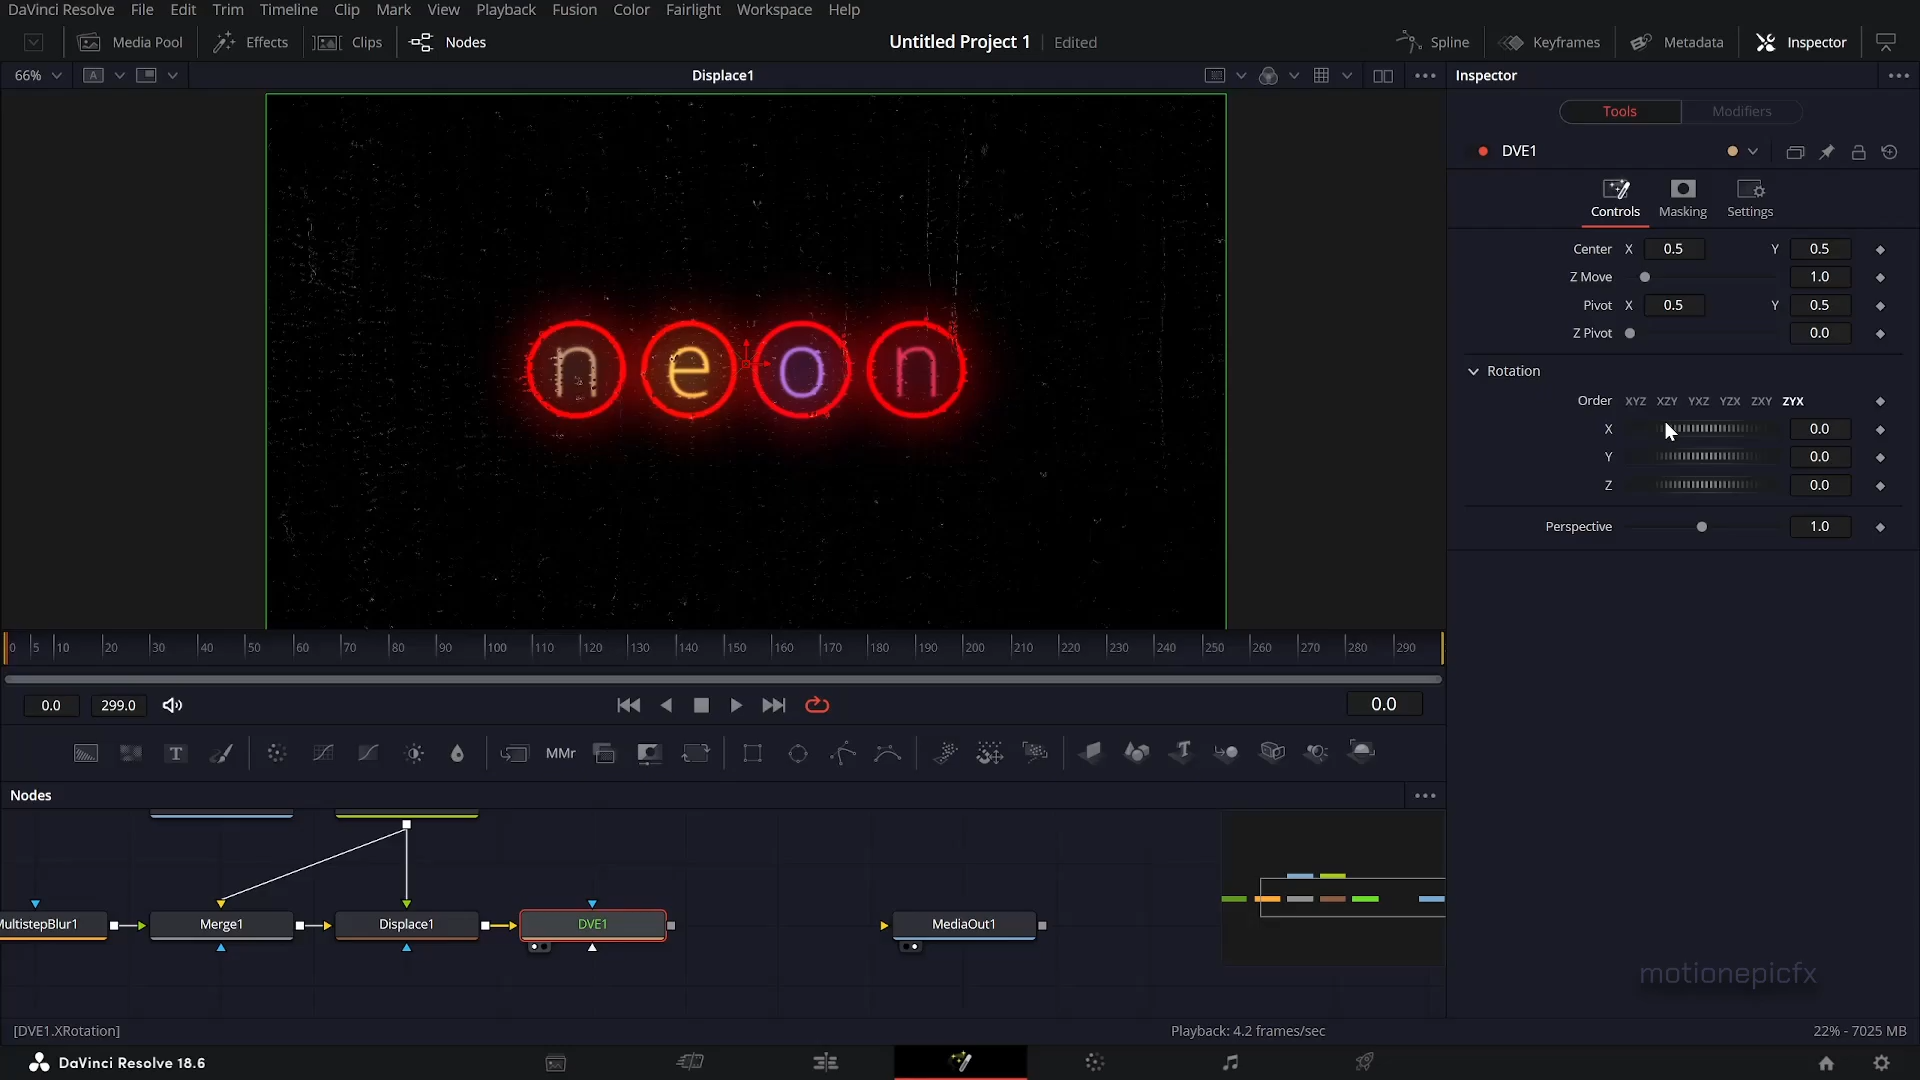 DaVinci Resolve File Edit Trim Timeline Clip Mark View Playback Fusion Color Fairlight Workspace Help
Media Pool Effects Clips Nodes Untitled Project 1 Edited Spline Keyframes Metadata Inspector
66% A Displace1 Inspector
Tools Modifiers
DVE1
Controls Masking Settings
Center X 0.5 Y 0.5
Z Move 1.0
Pivot X 0.5 Y 0.5
Z Pivot 0.0
Rotation
Order XYZ XZY YXZ YZX ZXY ZYX
X 0.0
Y 0.0
Z 0.0
Perspective 1.0
neon
0 5 10 20 30 40 50 60 70 80 90 100 110 120 130 140 150 160 170 180 190 200 210 220 230 240 250 260 270 280 290
0.0 299.0 0.0
T MMr
Nodes
MultistepBlur1 Merge1 Displace1 DVE1 MediaOut1
motionepicfx
[DVE1.XRotation] Playback: 4.2 frames/sec 22% - 7025 MB
DaVinci Resolve 18.6